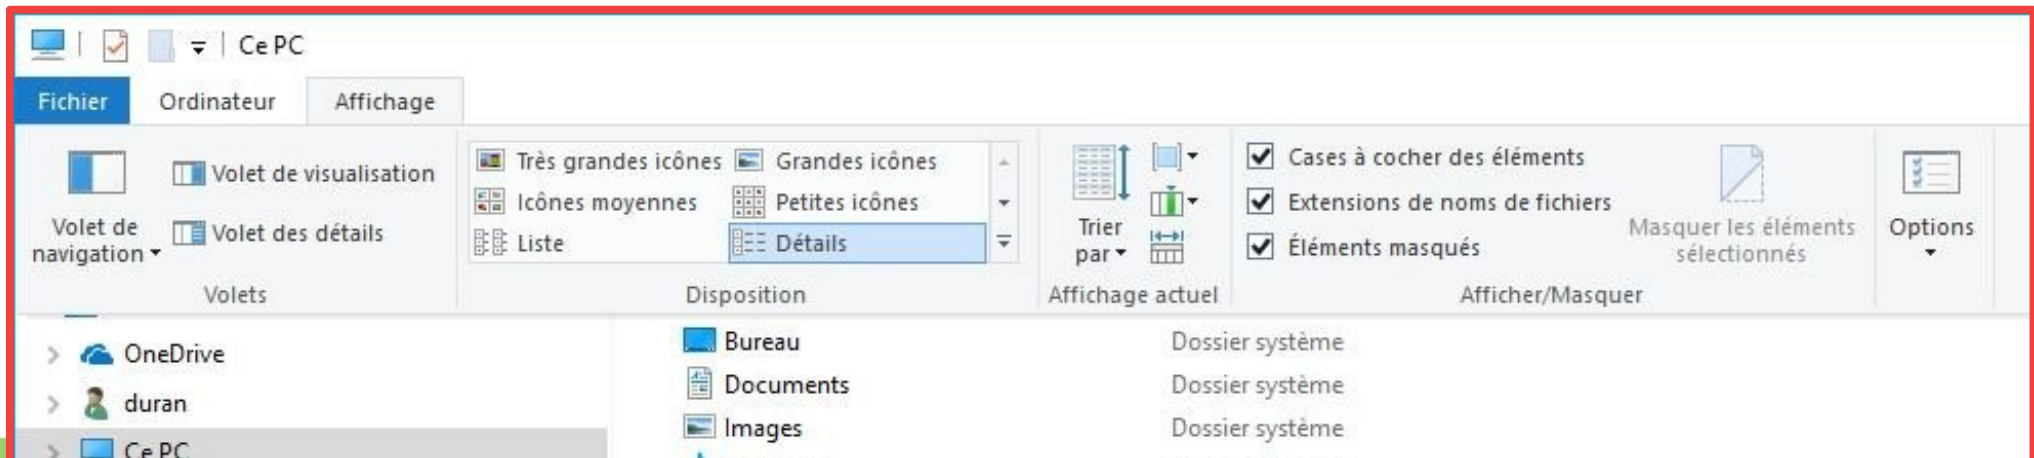 Ce PC
Fichier Ordinateur Affichage
Volet de navigation
Volet de visualisation
Volet des détails
Volets
Très grandes icônes Grandes icônes
Icônes moyennes Petites icônes
Liste Détails
Disposition
Trier
par
Affichage actuel
Cases à cocher des éléments
Extensions de noms de fichiers
Éléments masqués
Masquer les éléments
sélectionnés
Afficher/Masquer
Options
OneDrive
duran
Ce PC
Bureau Dossier système
Documents Dossier système
Images Dossier système